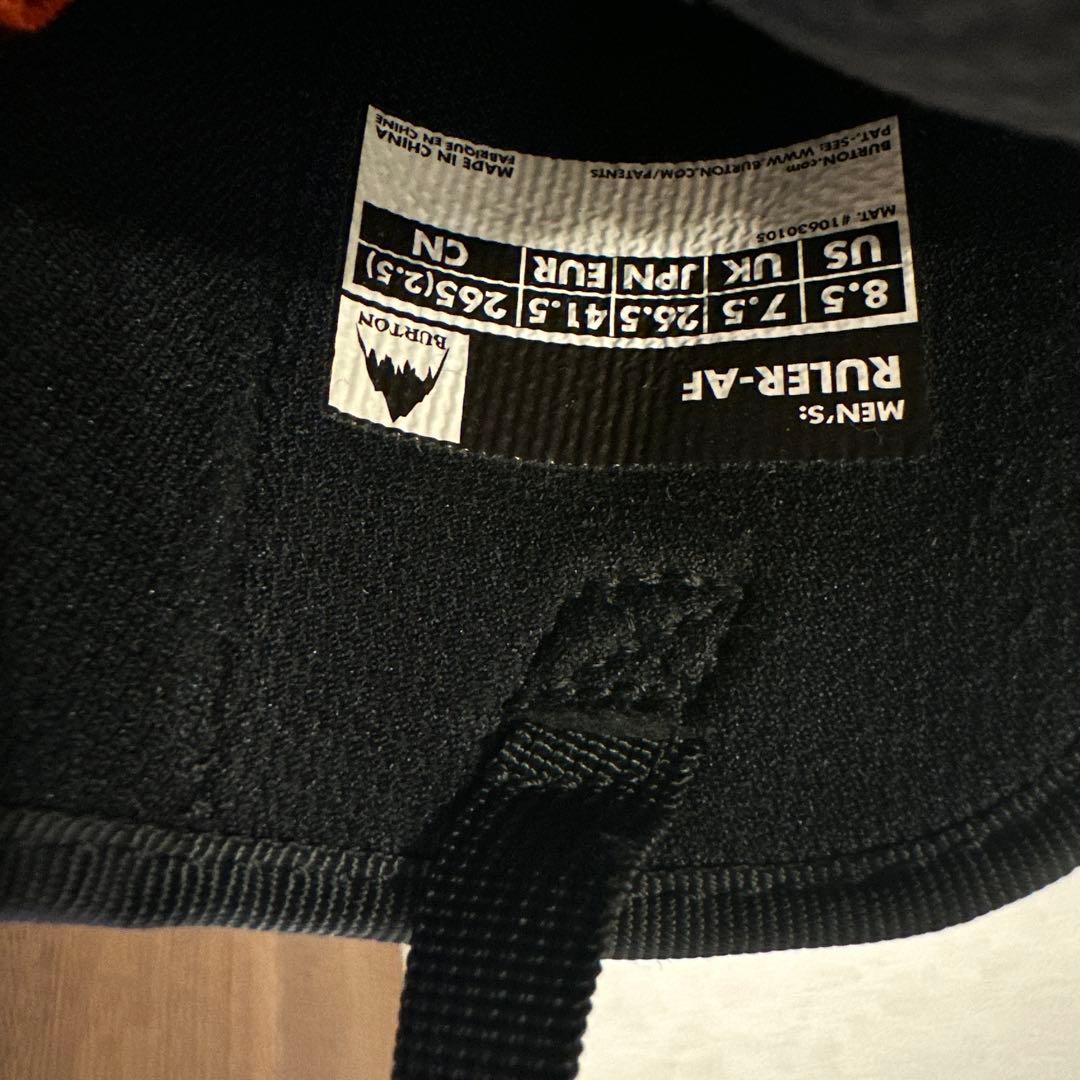 MEN'S:
RULER-AF
BURTON
8.5 7.5 26.5 41.5 265(2.5)
US UK JPN EUR CN
MAT. #10630105
BURTON.com
PAT.-SEE: WWW.BURTON.COM/PATENTS
MADE IN CHINA
FABRIQUE EN CHINE